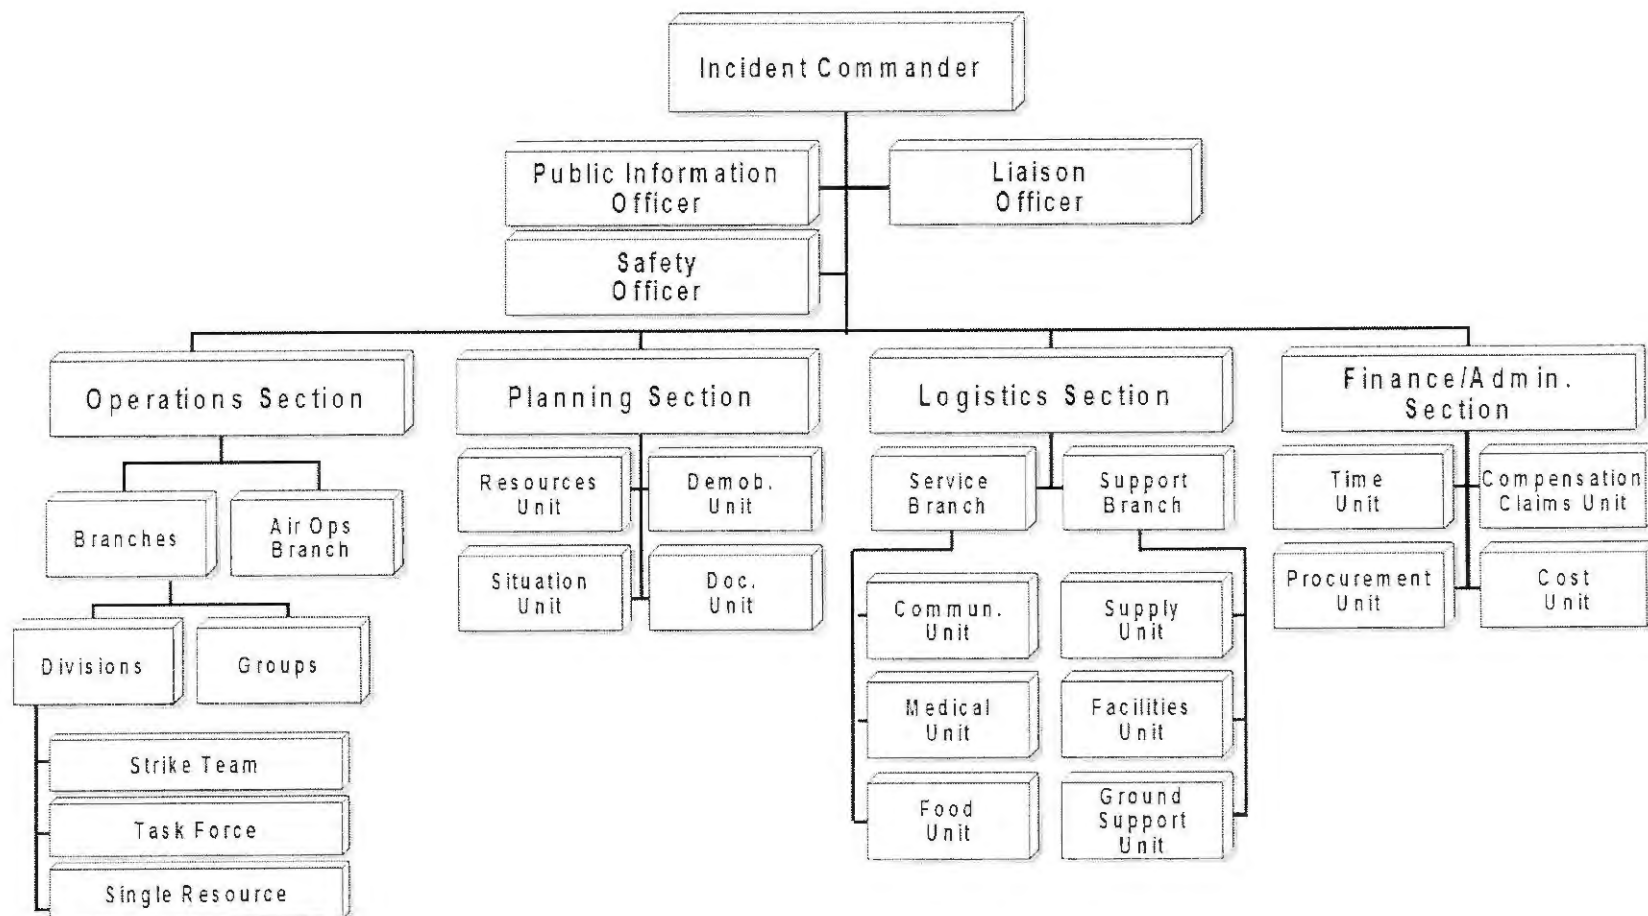 Incident Commander
Public Information
Officer
Liaison
Officer
Safety
Officer
Operations Section
Planning Section
Logistics Section
Finance/Admin.
Section
Branches
Air Ops
Branch
Divisions
Groups
Strike Team
Task Force
Single Resource
Resources
Unit
Demob.
Unit
Situation
Unit
Doc.
Unit
Service
Branch
Support
Branch
Commun.
Unit
Supply
Unit
Medical
Unit
Facilities
Unit
Food
Unit
Ground
Support
Unit
Time
Unit
Compensation
Claims Unit
Procurement
Unit
Cost
Unit